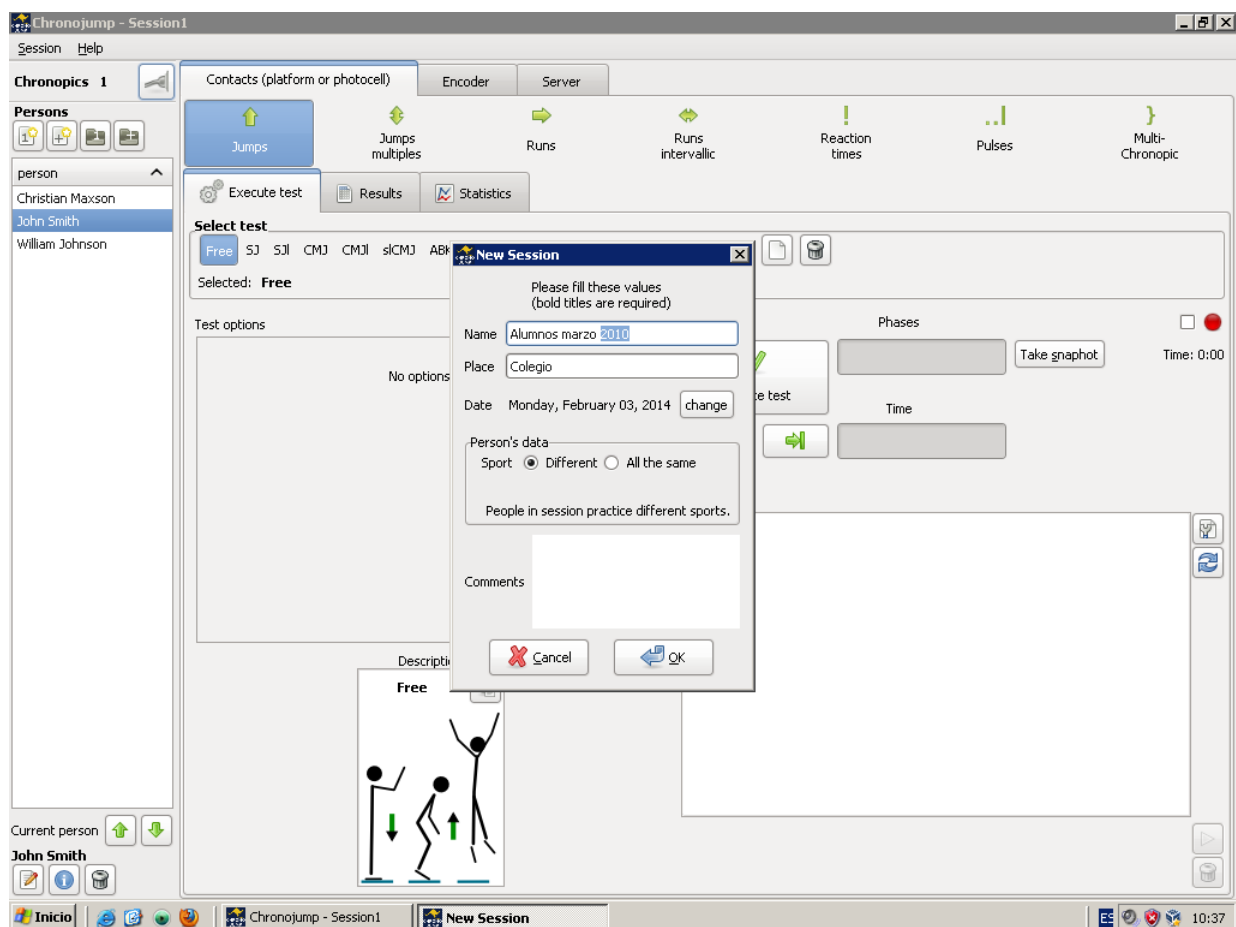 Chronojump - Session1
Session Help
Chronopics 1
Contacts (platform or photocell) Encoder Server
Persons
Jumps
Jumps multiples
Runs
Runs intervallic
Reaction times
Pulses
Multi-Chronopic
person
Christian Maxson
John Smith
William Johnson
Execute test Results Statistics
Select test
Free SJ SJl CMJ CMJl slCMJ
Selected: Free
Test options
No options
New Session
Please fill these values
(bold titles are required)
Name Alumnos marzo 2010
Place Colegio
Date Monday, February 03, 2014 change
Person's data
Sport Different All the same
People in session practice different sports.
Comments
Cancel OK
Phases
Take snaphot
Time: 0:00
test
Time
Free
Current person
John Smith
Inicio
Chronojump - Session1
New Session
ES
10:37